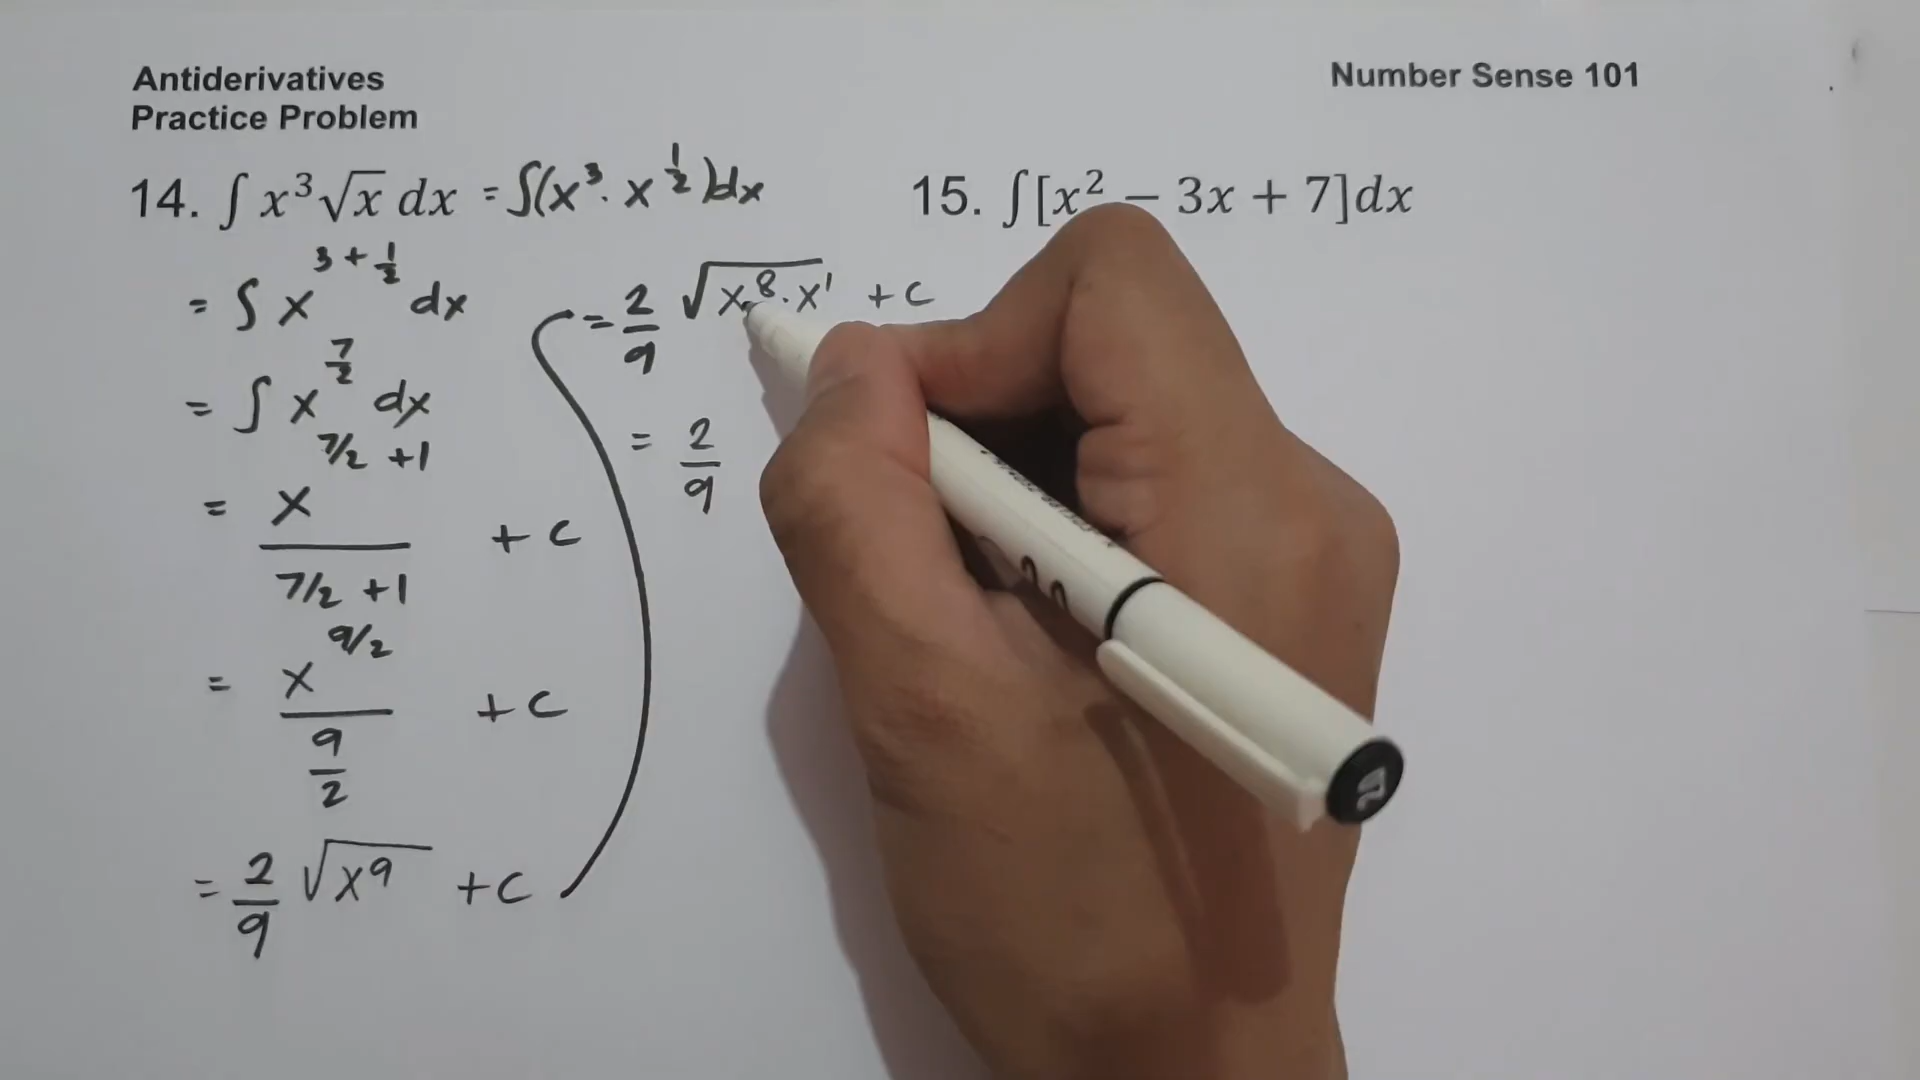 Antiderivatives
Practice Problem
Number Sense 101
14. ∫ x³√x dx = ∫(x³ · x^(1/2))dx
= ∫ x^(3 + 1/2) dx
= ∫ x^(7/2) dx
= x^(7/2 + 1) / (7/2 + 1) + C
= x^(9/2) / (9/2) + C
= 2/9 √(x⁹) + C
= 2/9 √(x⁸ · x¹) + C
= 2/9
15. ∫[x² − 3x + 7]dx